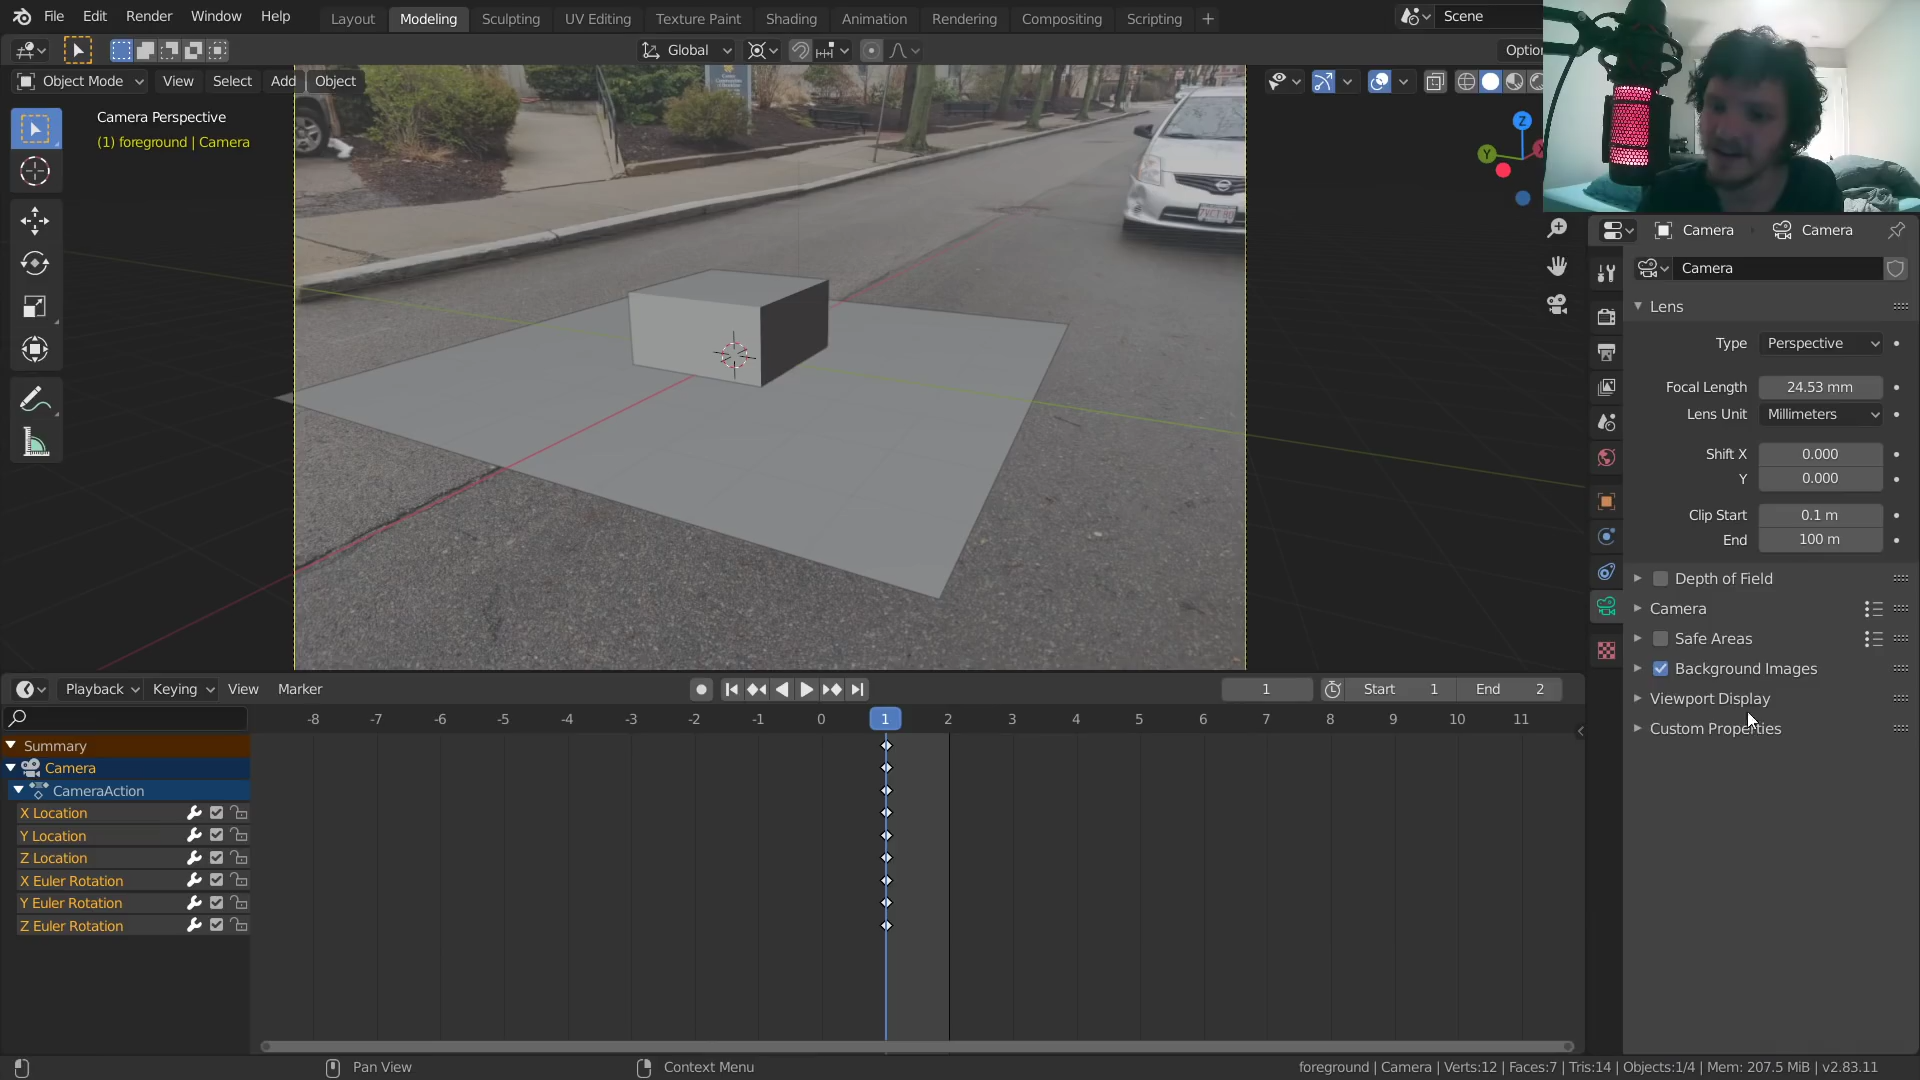 File Edit Render Window Help
Layout Modeling Sculpting UV Editing Texture Paint Shading Animation Rendering Compositing Scripting +
Scene
Global
Optio
Object Mode View Select Add Object
Camera Perspective
(1) foreground | Camera
Z
Y
Camera Camera
Camera
Lens
Type Perspective
Focal Length 24.53 mm
Lens Unit Millimeters
Shift X 0.000
Y 0.000
Clip Start 0.1 m
End 100 m
Depth of Field
Camera
Safe Areas
Background Images
Viewport Display
Custom Properties
Playback Keying View Marker
1 Start 1 End 2
-8 -7 -6 -5 -4 -3 -2 -1 0 1 2 3 4 5 6 7 8 9 10 11
Summary
Camera
CameraAction
X Location
Y Location
Z Location
X Euler Rotation
Y Euler Rotation
Z Euler Rotation
Pan View Context Menu
foreground | Camera | Verts:12 | Faces:7 | Tris:14 | Objects:1/4 | Mem: 207.5 MiB | v2.83.11